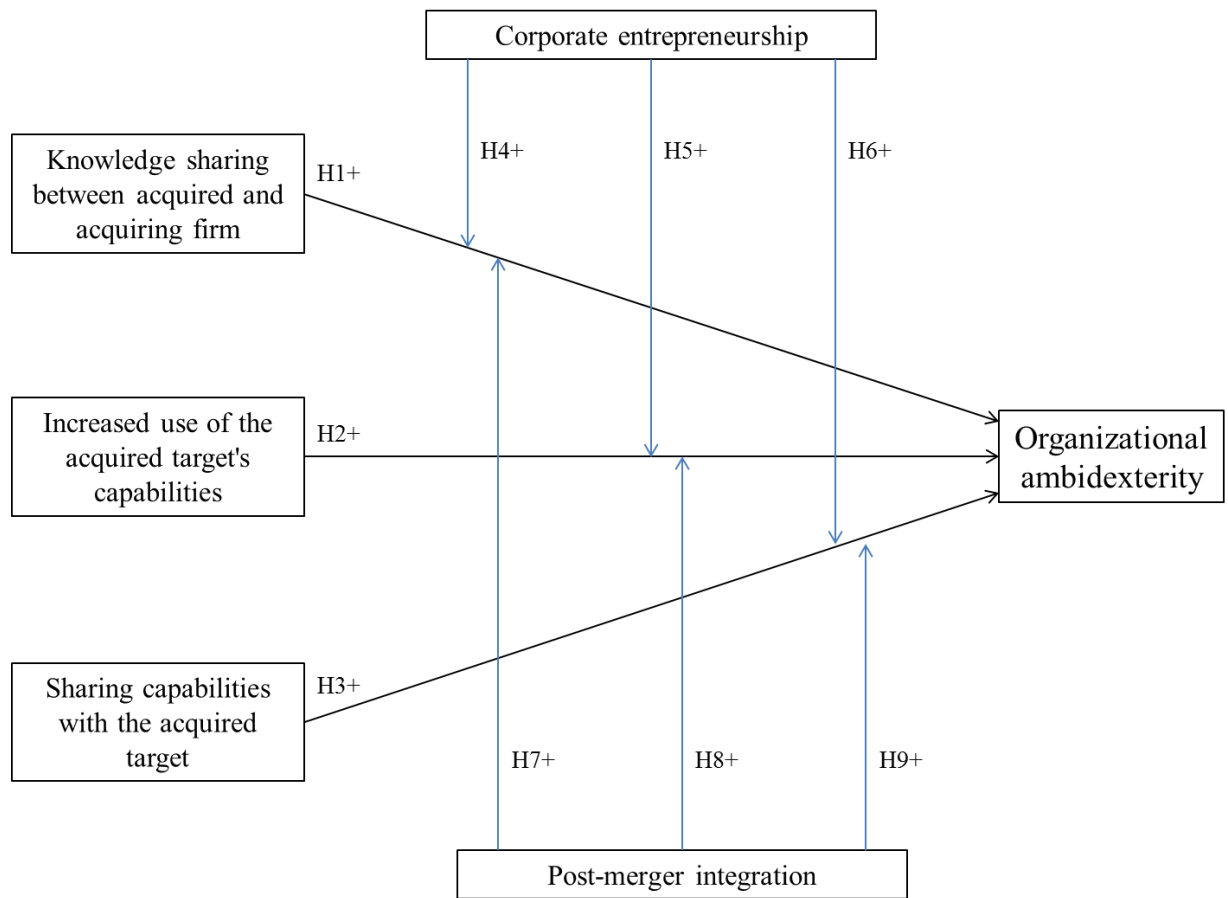 Corporate entrepreneurship
Knowledge sharing
between acquired and
acquiring firm
H1+
H4+
H5+
H6+
Increased use of the
acquired target's
capabilities
H2+
Organizational
ambidexterity
Sharing capabilities
with the acquired
target
H3+
H7+
H8+
H9+
Post-merger integration